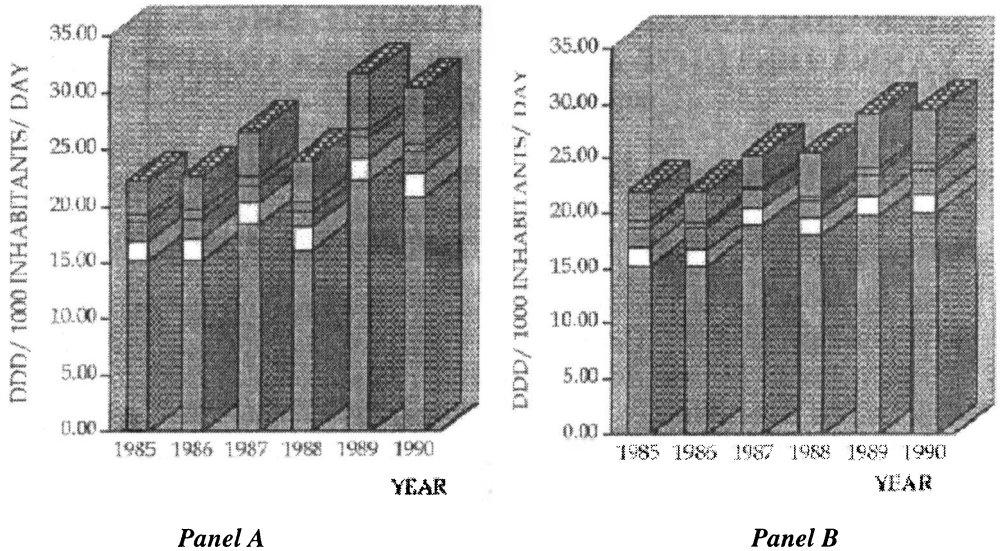 DDD/ 1000 INHABITANTS/ DAY
35.00
30.00
25.00
20.00
15.00
10.00
5.00
0.00
1985 1986 1987 1988 1989 1990
YEAR
Panel A
DDD/ 1000 INHABITANTS/ DAY
35.00
30.00
25.00
20.00
15.00
10.00
5.00
0.00
1985 1986 1987 1988 1989 1990
YEAR
Panel B